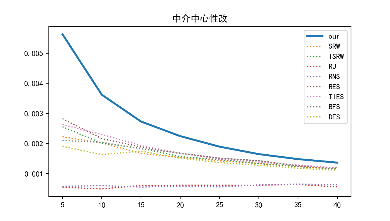 中介中心性改
our
SRW
TSRW
RJ
RNS
RES
TIES
BFS
DFS
0.005
0.004
0.003
0.002
0.001
5
10
15
20
25
30
35
40